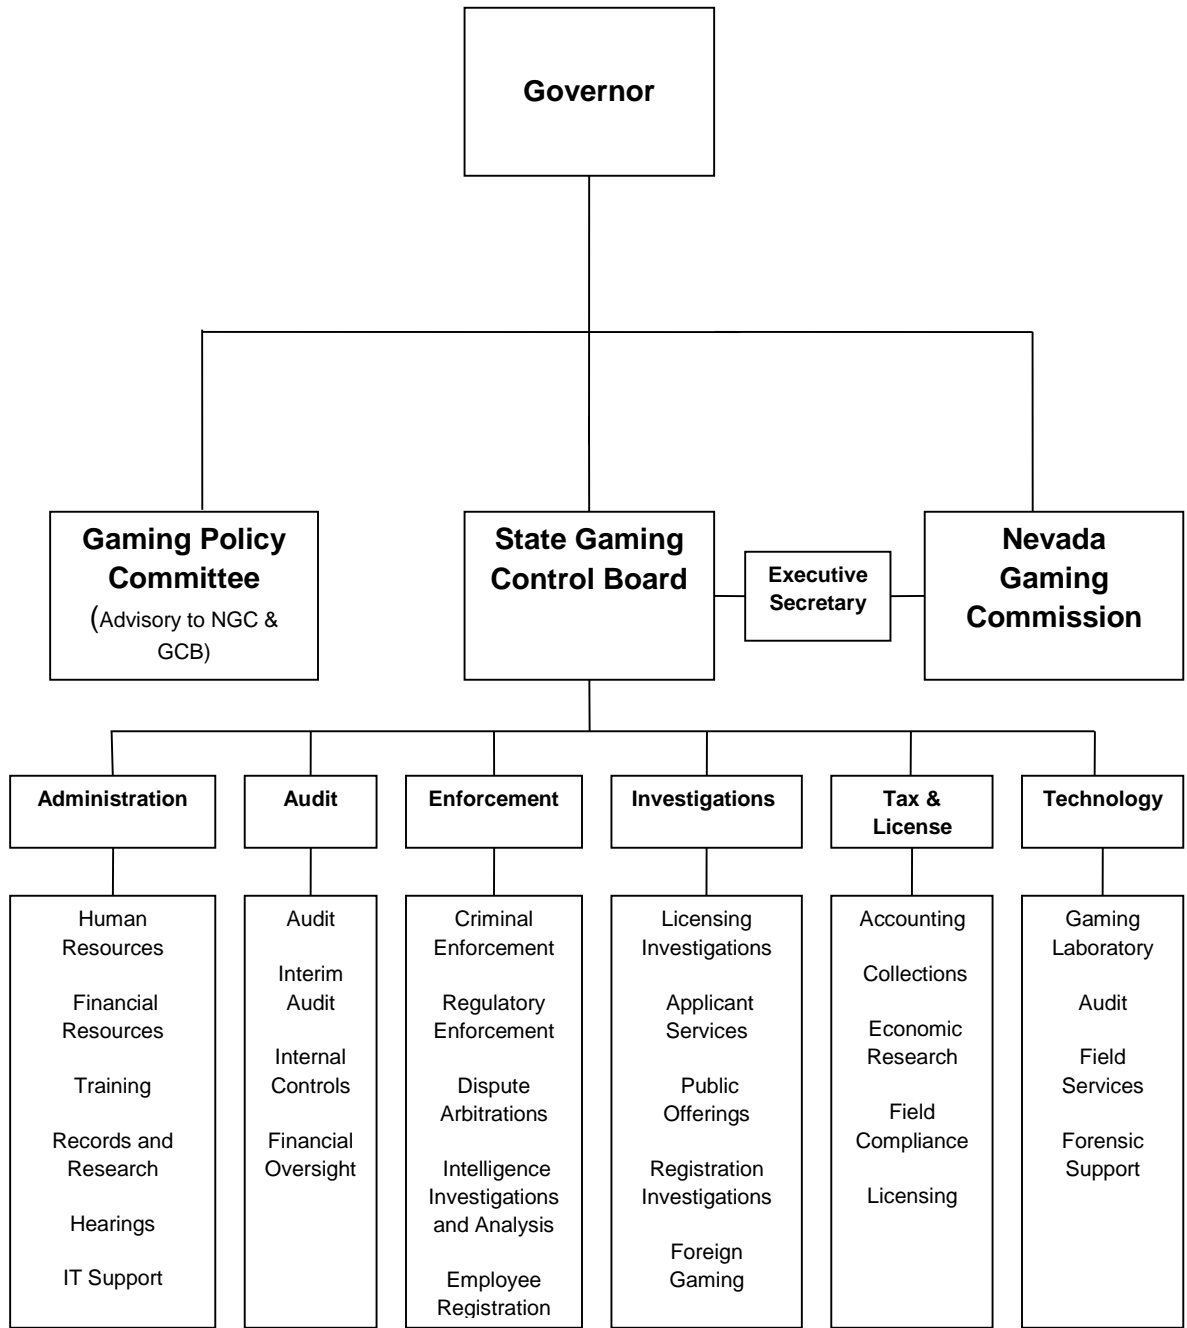 Governor
Gaming Policy
Committee
(Advisory to NGC &
GCB)
State Gaming
Control Board
Executive
Secretary
Nevada
Gaming
Commission
Administration
Audit
Enforcement
Investigations
Tax &
License
Technology
Human
Resources
Financial
Resources
Training
Records and
Research
Hearings
IT Support
Audit
Interim
Audit
Internal
Controls
Financial
Oversight
Criminal
Enforcement
Regulatory
Enforcement
Dispute
Arbitrations
Intelligence
Investigations
and Analysis
Employee
Registration
Licensing
Investigations
Applicant
Services
Public
Offerings
Registration
Investigations
Foreign
Gaming
Accounting
Collections
Economic
Research
Field
Compliance
Licensing
Gaming
Laboratory
Audit
Field
Services
Forensic
Support